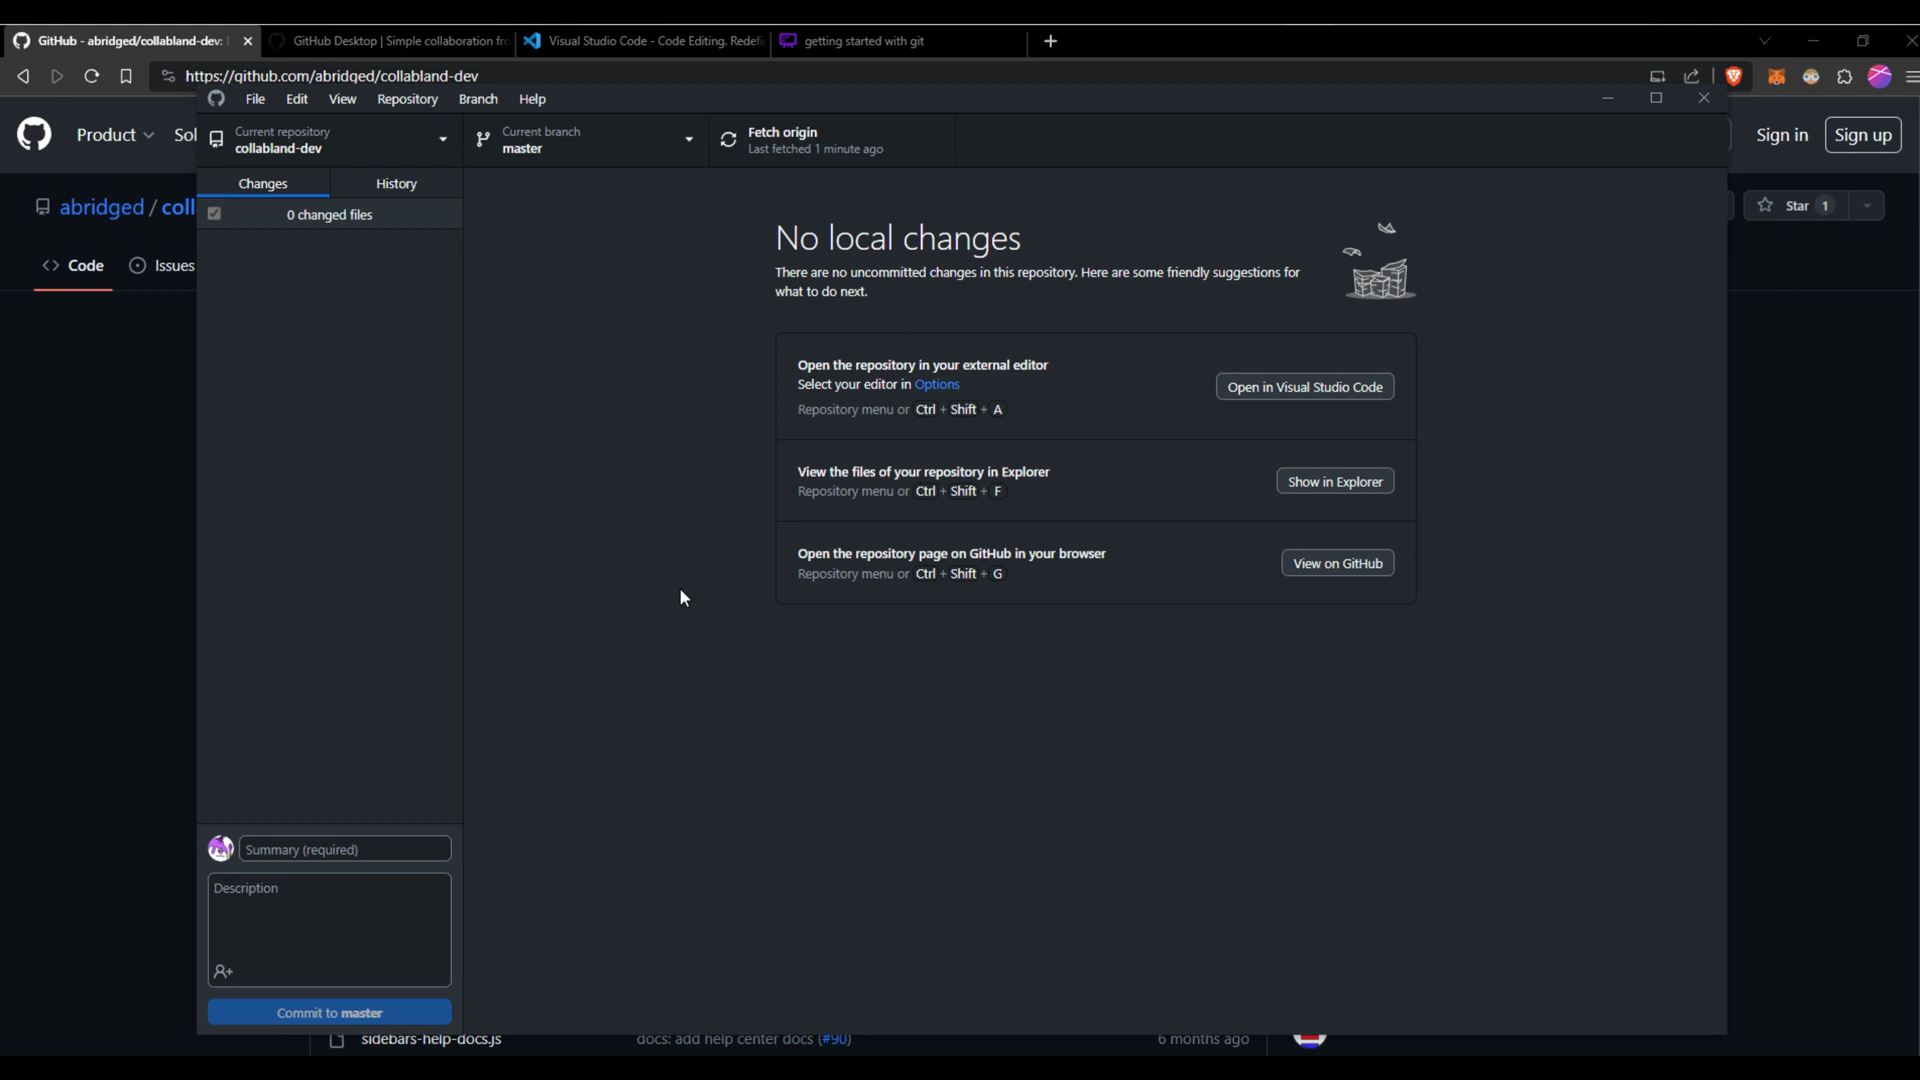 GitHub - abridged/collabland-dev:
GitHub Desktop | Simple collaboration fro
Visual Studio Code - Code Editing. Redefi
getting started with git
https://github.com/abridged/collabland-dev
File Edit View Repository Branch Help
Product
Sol
Sign in
Sign up
Current repository
collabland-dev
Current branch
master
Fetch origin
Last fetched 1 minute ago
Changes
History
abridged / coll
Star 1
0 changed files
Code
Issues
No local changes
There are no uncommitted changes in this repository. Here are some friendly suggestions for
what to do next.
Open the repository in your external editor
Select your editor in Options
Repository menu or Ctrl + Shift + A
Open in Visual Studio Code
View the files of your repository in Explorer
Repository menu or Ctrl + Shift + F
Show in Explorer
Open the repository page on GitHub in your browser
Repository menu or Ctrl + Shift + G
View on GitHub
Summary (required)
Description
Commit to master
sidebars-help-docs.js
docs: add help center docs (#90)
6 months ago